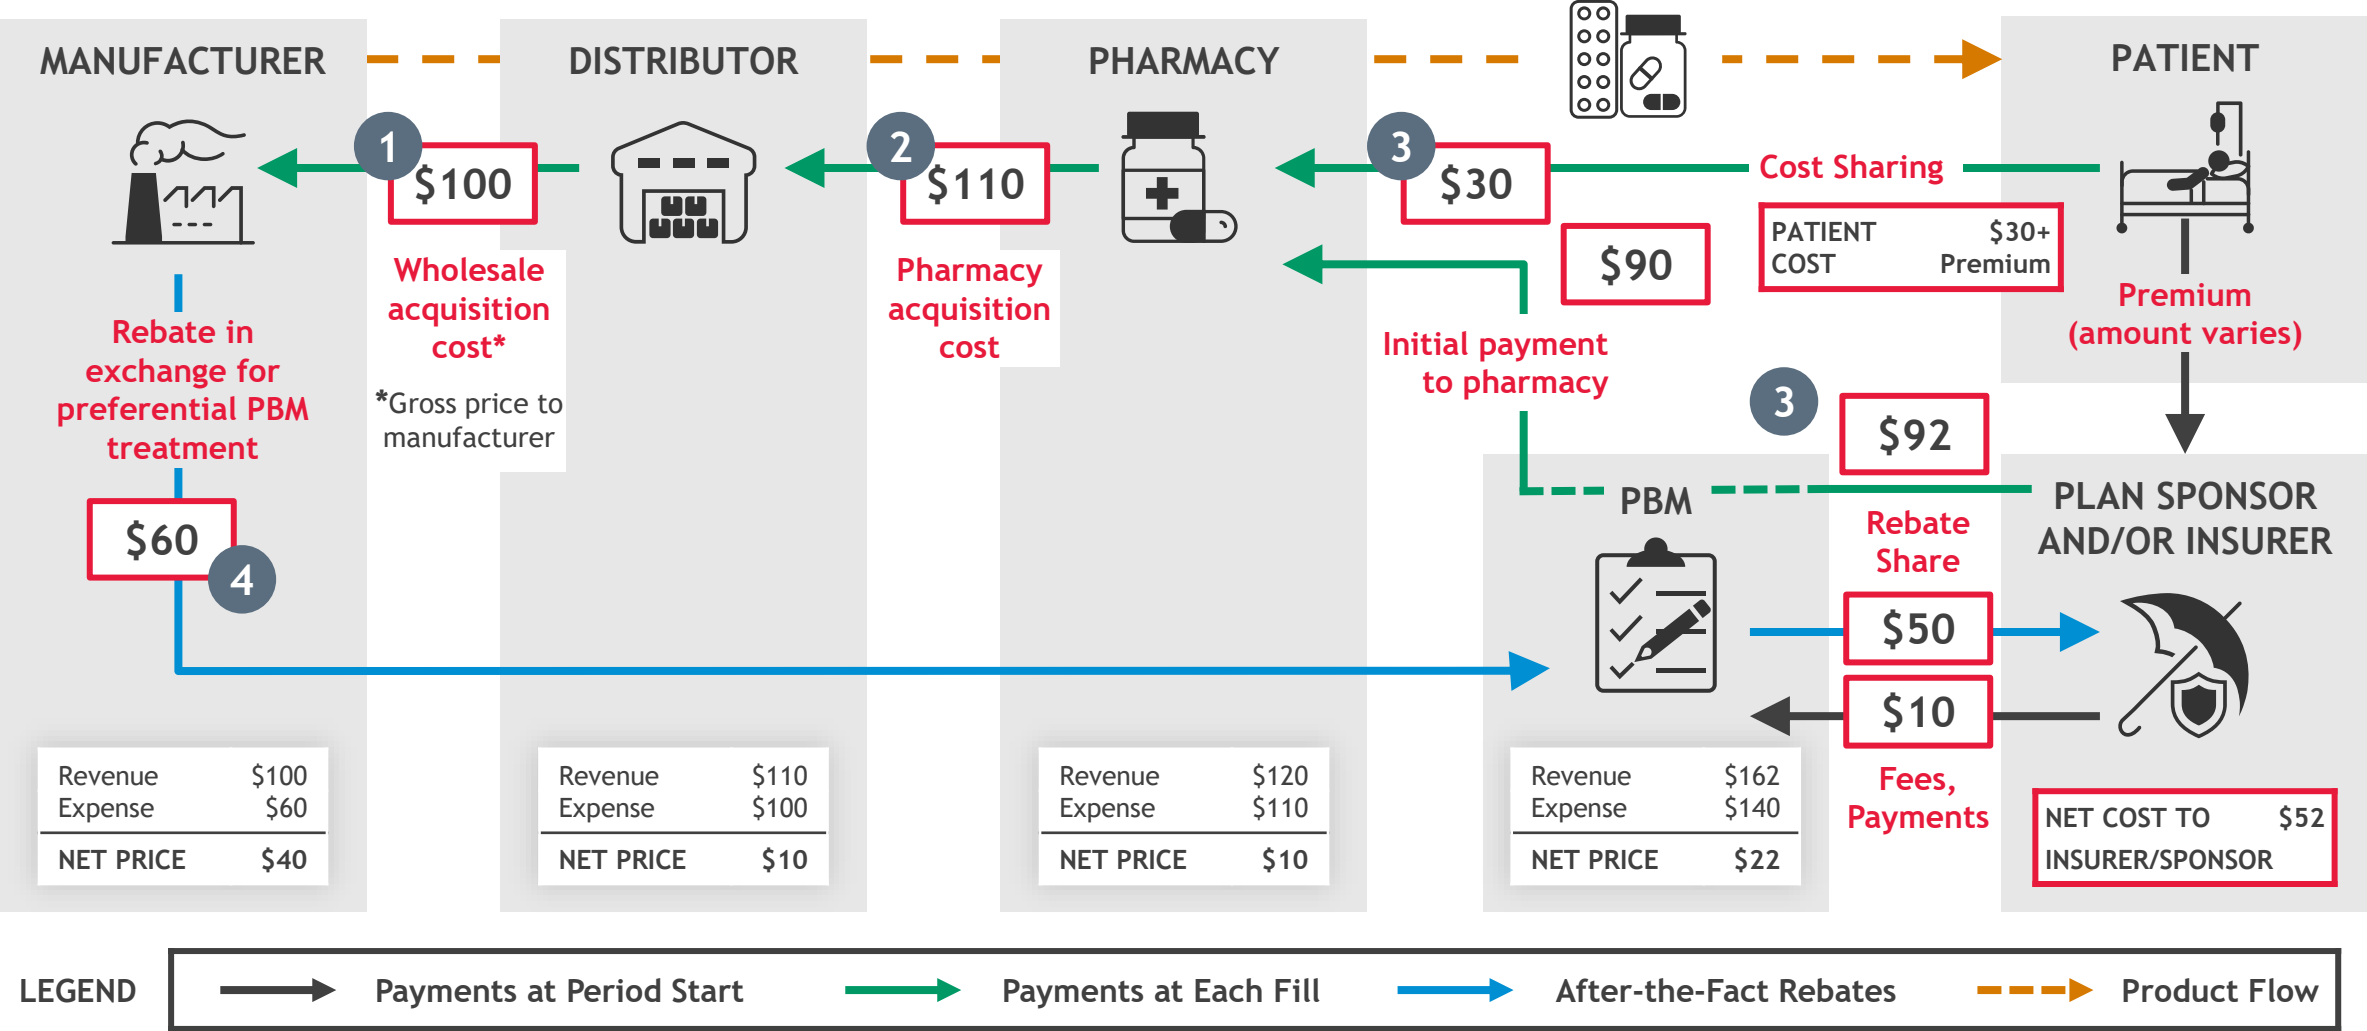 MANUFACTURER
DISTRIBUTOR
PHARMACY
PATIENT
1
$100
2
$110
3
$30
Cost Sharing
$90
PATIENT $30+
COST Premium
Wholesale
acquisition
cost*
*Gross price to
manufacturer
Pharmacy
acquisition
cost
Premium
(amount varies)
Rebate in
exchange for
preferential PBM
treatment
Initial payment
to pharmacy
3
$92
$60
4
PBM
PLAN SPONSOR
AND/OR INSURER
Rebate
Share
$50
$10
Fees,
Payments
Revenue $100
Expense $60
NET PRICE $40
Revenue $110
Expense $100
NET PRICE $10
Revenue $120
Expense $110
NET PRICE $10
Revenue $162
Expense $140
NET PRICE $22
NET COST TO $52
INSURER/SPONSOR
LEGEND
Payments at Period Start
Payments at Each Fill
After-the-Fact Rebates
Product Flow